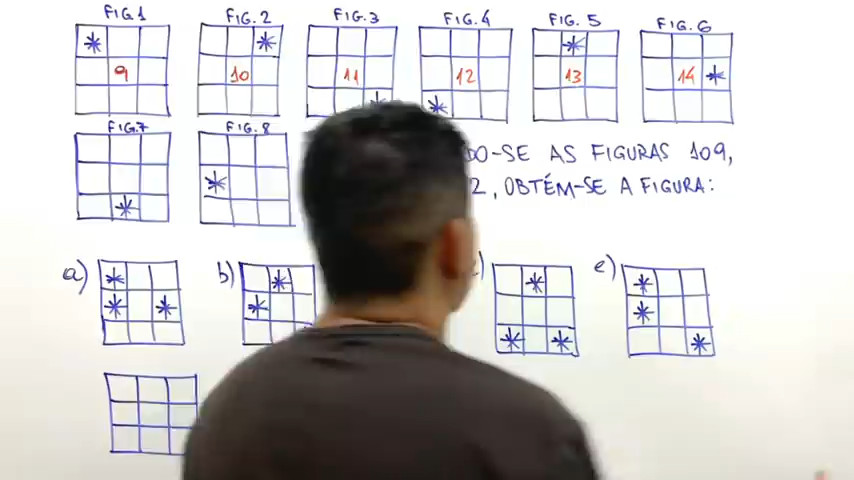 FIG.1 FIG.2 FIG.3 FIG.4 FIG. 5 FIG. 6
9 10 11 12 13 14
FIG.7 FIG. 8
DO-SE AS FIGURAS 109,
2, OBTÉM-SE A FIGURA:
a) b) e)